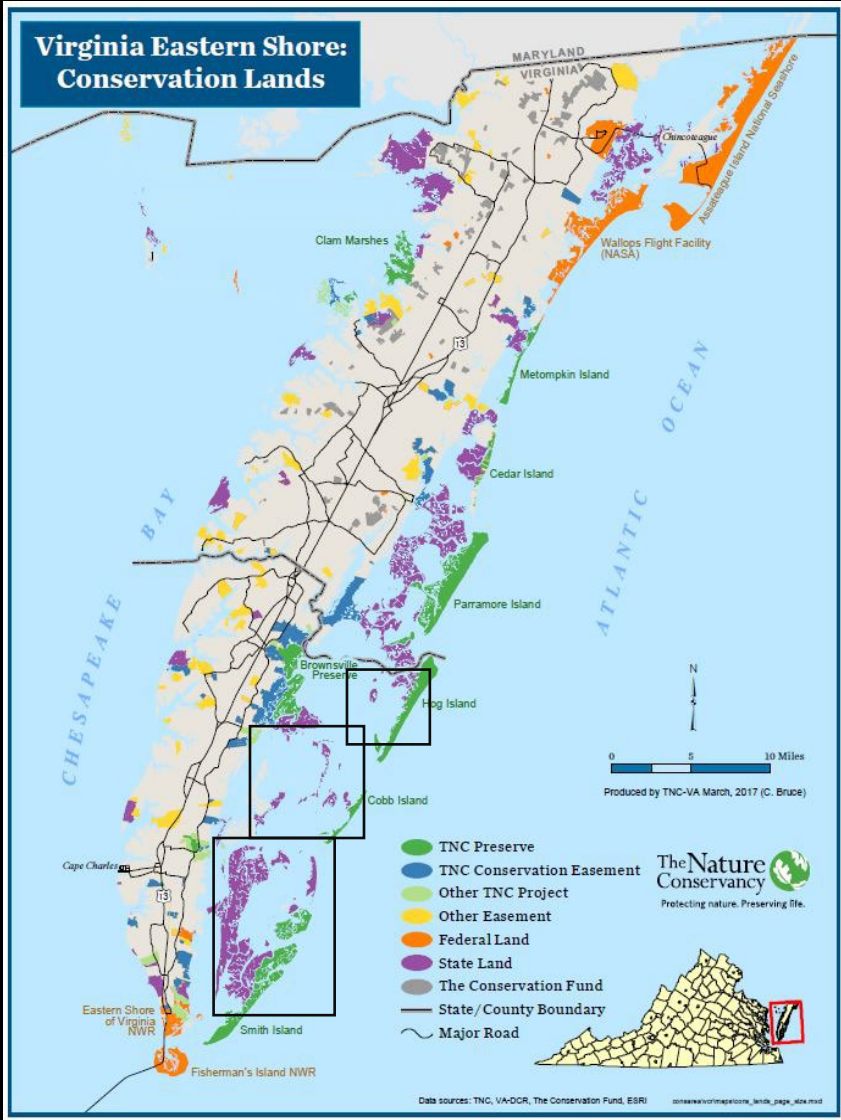 Virginia Eastern Shore:
Conservation Lands
MARYLAND
VIRGINIA
Chincoteague
Assateague Island National Seashore
Clam Marshes
Wallops Flight Facility
(NASA)
13
Metompkin Island
Cedar Island
CHESAPEAKE BAY
ATLANTIC OCEAN
Parramore Island
Brownsville
Preserve
Hog Island
N
0 5 10 Miles
Produced by TNC-VA March, 2017 (C. Bruce)
Cobb Island
Cape Charles
13
TNC Preserve
TNC Conservation Easement
Other TNC Project
Other Easement
Federal Land
State Land
The Conservation Fund
State/County Boundary
Major Road
The Nature
Conservancy
Protecting nature. Preserving life.
Eastern Shore
of Virginia
NWR
Smith Island
Fisherman's Island NWR
Data sources: TNC, VA-DCR, The Conservation Fund, ESRI